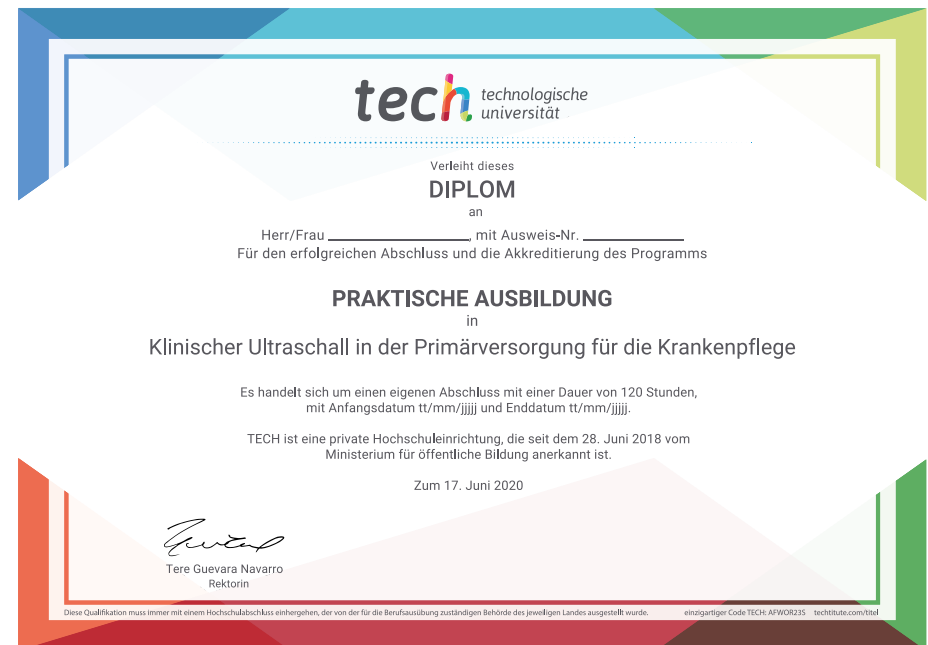 tech technologische
universität
Verleiht dieses
DIPLOM
an
Herr/Frau ____________________, mit Ausweis-Nr. ______________
Für den erfolgreichen Abschluss und die Akkreditierung des Programms
PRAKTISCHE AUSBILDUNG
in
Klinischer Ultraschall in der Primärversorgung für die Krankenpflege
Es handelt sich um einen eigenen Abschluss mit einer Dauer von 120 Stunden,
mit Anfangsdatum tt/mm/jjjjj und Enddatum tt/mm/jjjjj.
TECH ist eine private Hochschuleinrichtung, die seit dem 28. Juni 2018 vom
Ministerium für öffentliche Bildung anerkannt ist.
Zum 17. Juni 2020
Tere Guevara Navarro
Rektorin
Diese Qualifikation muss immer mit einem Hochschulabschluss einhergehen, der von der für die Berufsausübung zuständigen Behörde des jeweiligen Landes ausgestellt wurde. einzigartiger Code TECH: AFWOR23S techtitute.com/titel